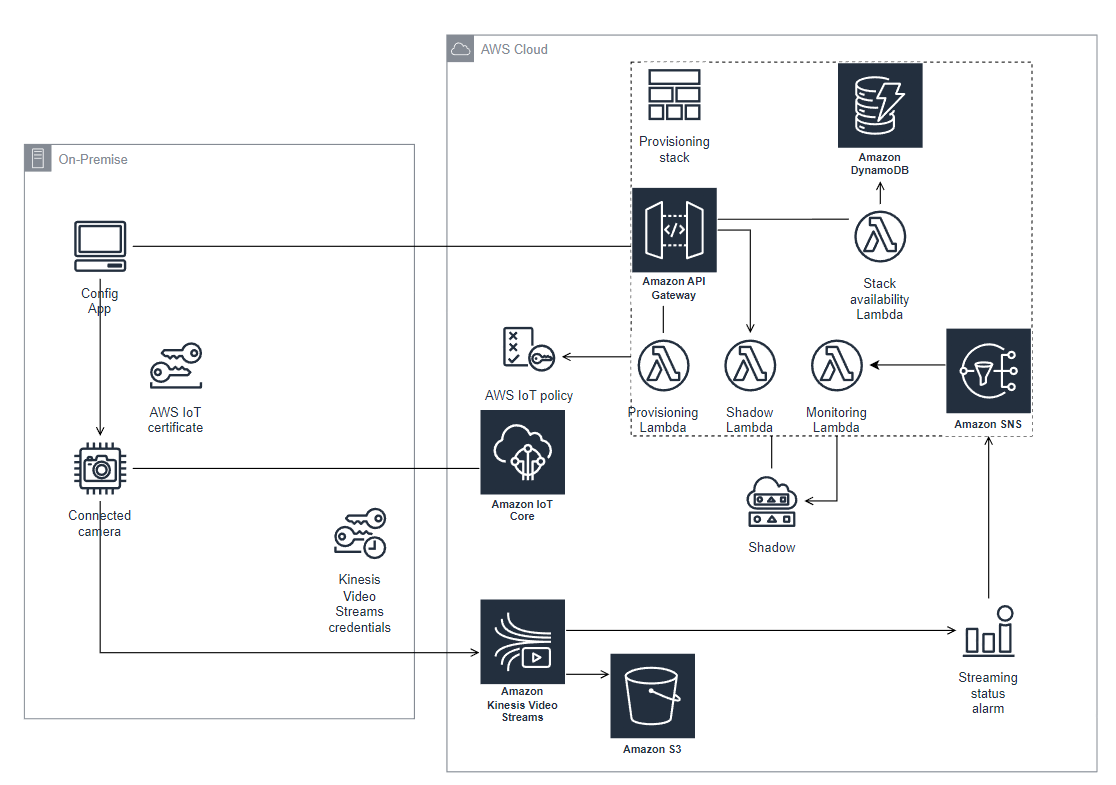 AWS Cloud
Provisioning
stack
Amazon
DynamoDB
On-Premise
Config
App
Amazon API
Gateway
Stack
availability
Lambda
AWS IoT policy
AWS IoT
certificate
Provisioning
Lambda
Shadow
Lambda
Monitoring
Lambda
Amazon SNS
Connected
camera
Amazon IoT
Core
Shadow
Kinesis
Video
Streams
credentials
Amazon
Kinesis Video
Streams
Amazon S3
Streaming
status
alarm